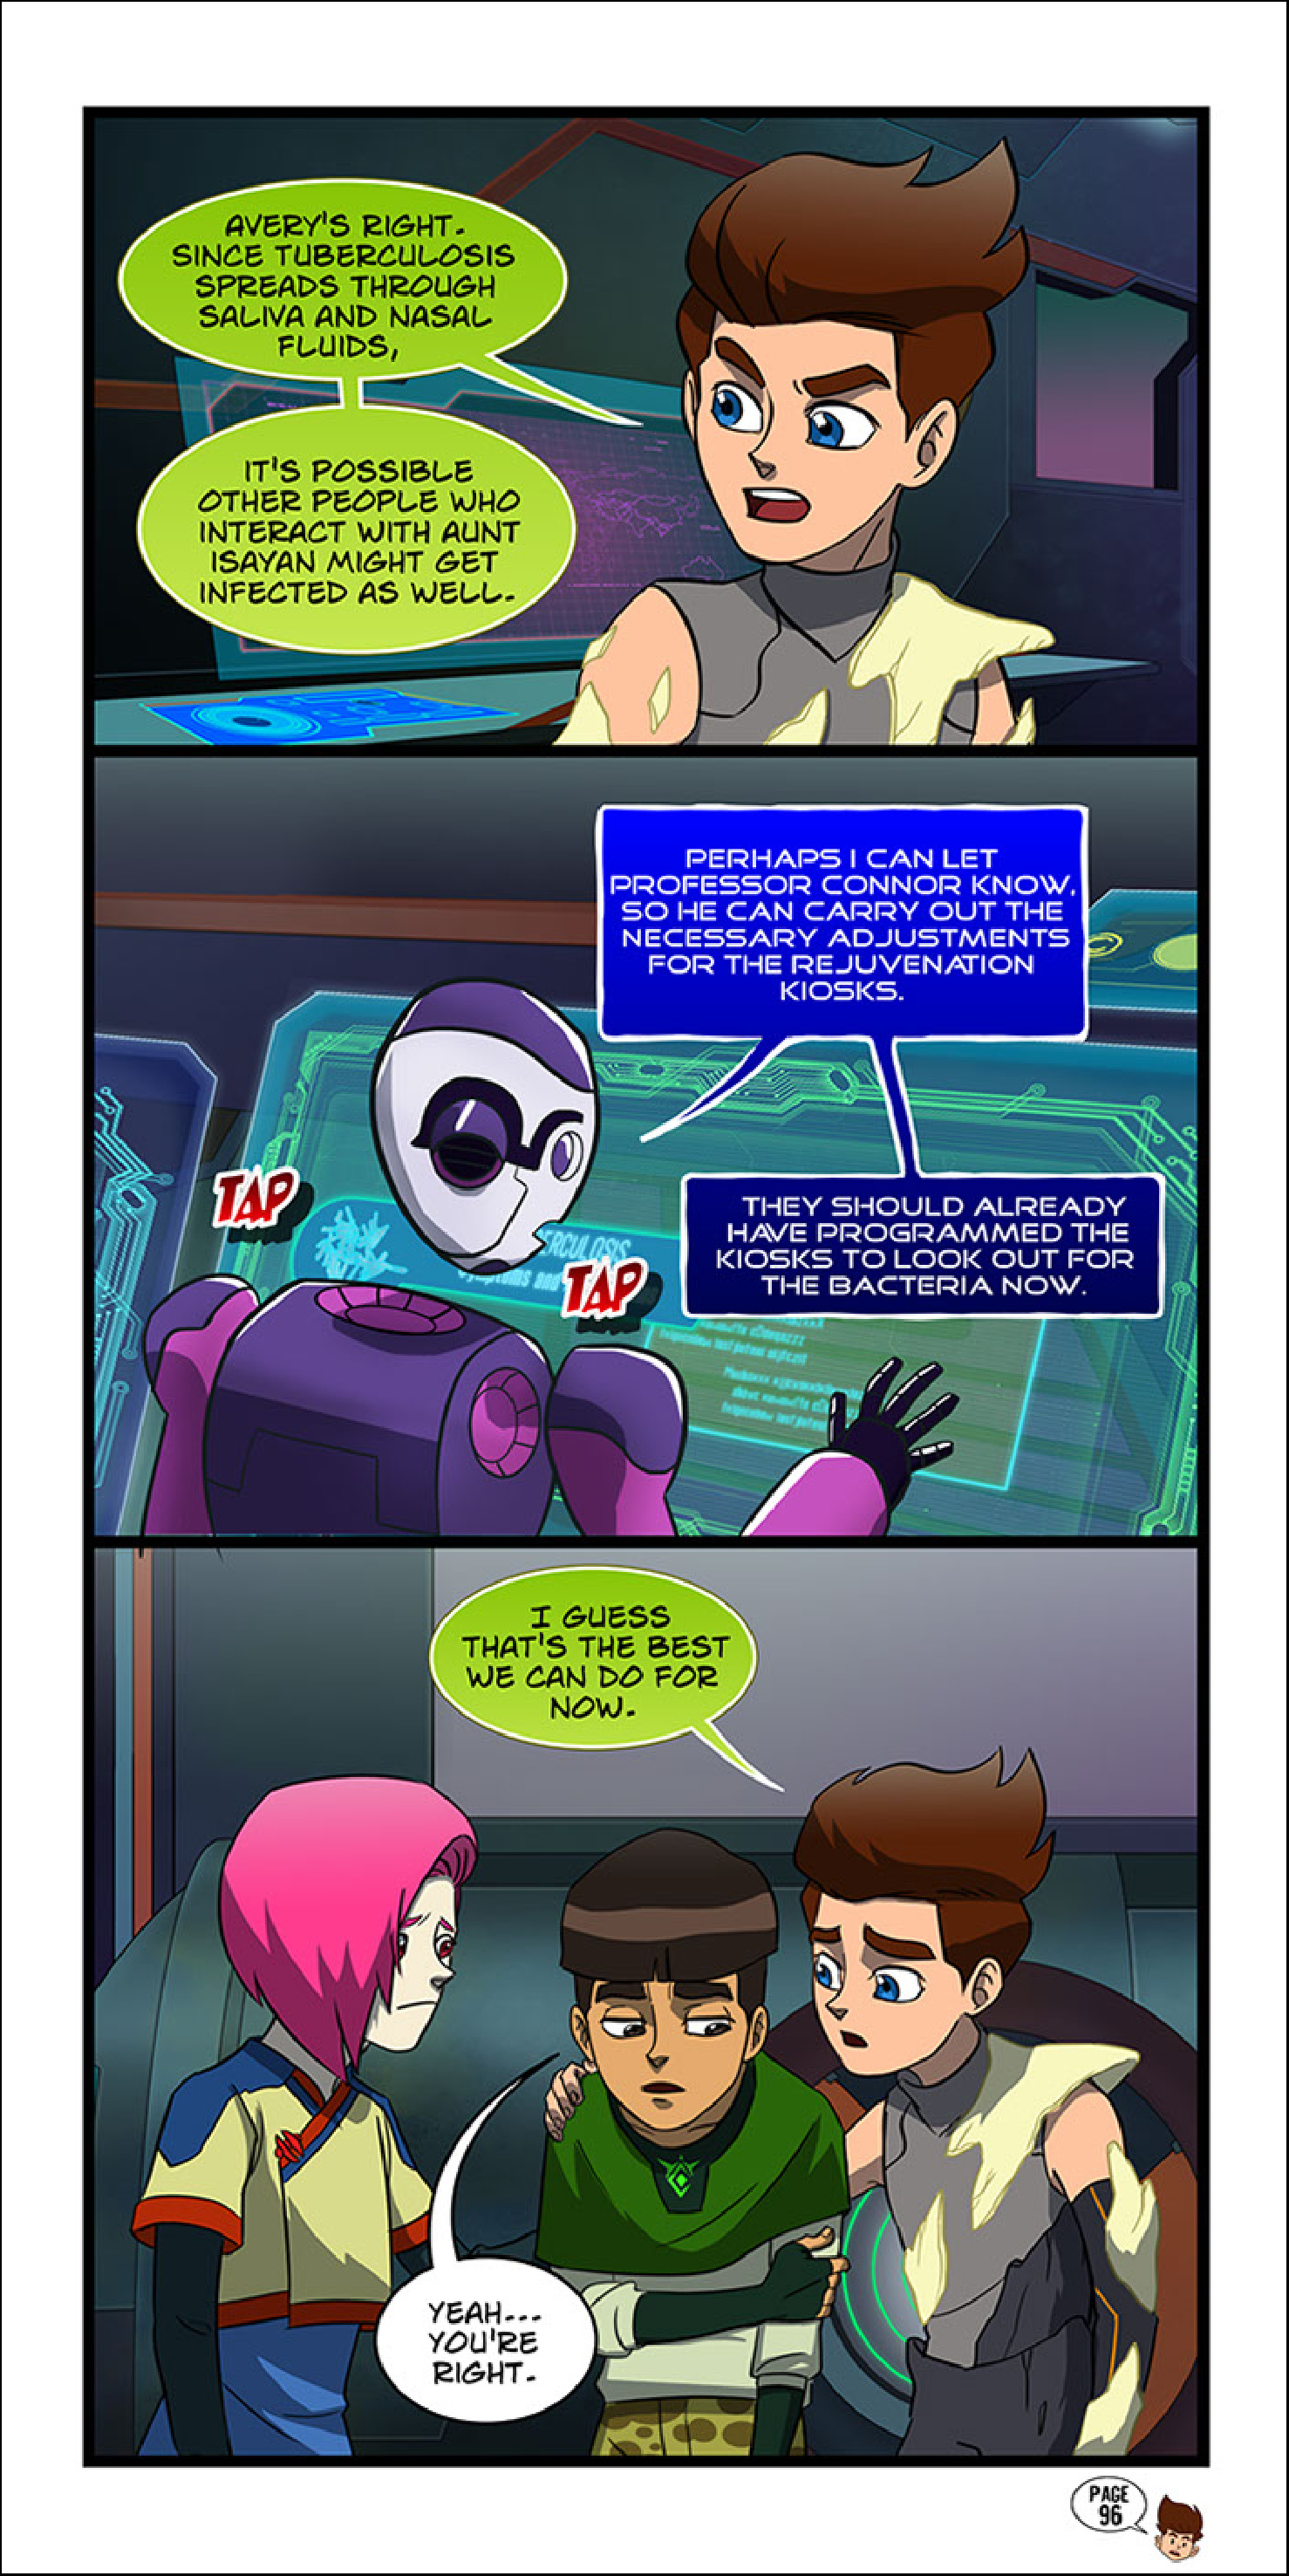 AVERY'S RIGHT.
SINCE TUBERCULOSIS
SPREADS THROUGH
SALIVA AND NASAL
FLUIDS,
IT'S POSSIBLE
OTHER PEOPLE WHO
INTERACT WITH AUNT
ISAYAN MIGHT GET
INFECTED AS WELL.
PERHAPS I CAN LET
PROFESSOR CONNOR KNOW,
SO HE CAN CARRY OUT THE
NECESSARY ADJUSTMENTS
FOR THE REJUVENATION
KIOSKS.
TAP
THEY SHOULD ALREADY
HAVE PROGRAMMED THE
KIOSKS TO LOOK OUT FOR
THE BACTERIA NOW.
ERCULOSIS
and
TAP
I GUESS
THAT'S THE BEST
WE CAN DO FOR
NOW.
YEAH...
YOU'RE
RIGHT.
PAGE
96